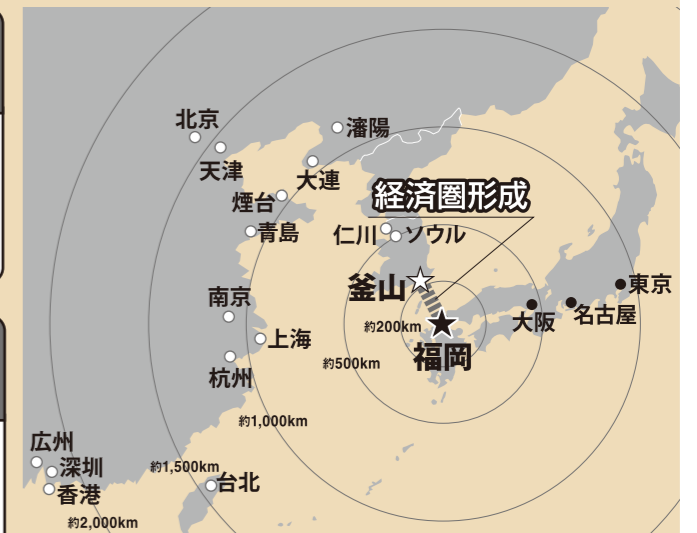 北京
瀋陽
天津
大連
煙台
経済圏形成
青島
仁川
ソウル
釜山
東京
南京
約200km
大阪
名古屋
上海
福岡
約500km
杭州
約1,000km
広州
深圳
約1,500km
台北
香港
約2,000km